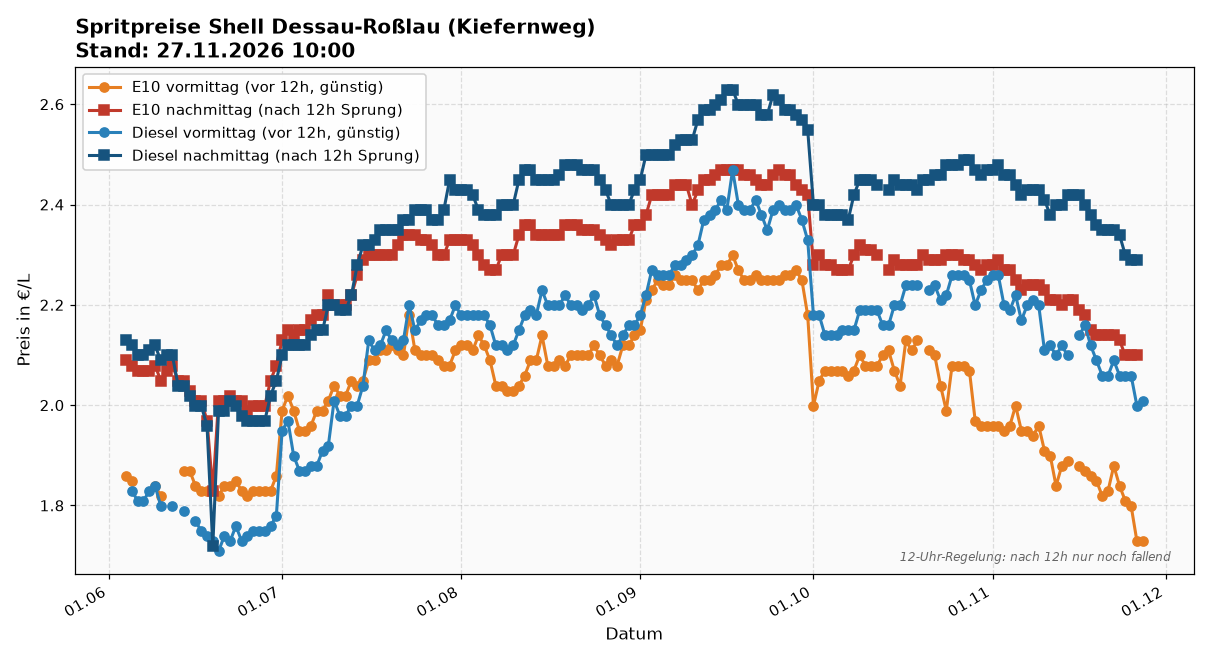 Spritpreise Shell Dessau-Roßlau (Kiefernweg)
Stand: 27.11.2026 10:00
E10 vormittag (vor 12h, günstig)
E10 nachmittag (nach 12h Sprung)
Diesel vormittag (vor 12h, günstig)
Diesel nachmittag (nach 12h Sprung)
Preis in €/L
2.6
2.4
2.2
2.0
1.8
12-Uhr-Regelung: nach 12h nur noch fallend
01.06
01.07
01.08
01.09
01.10
01.11
01.12
Datum